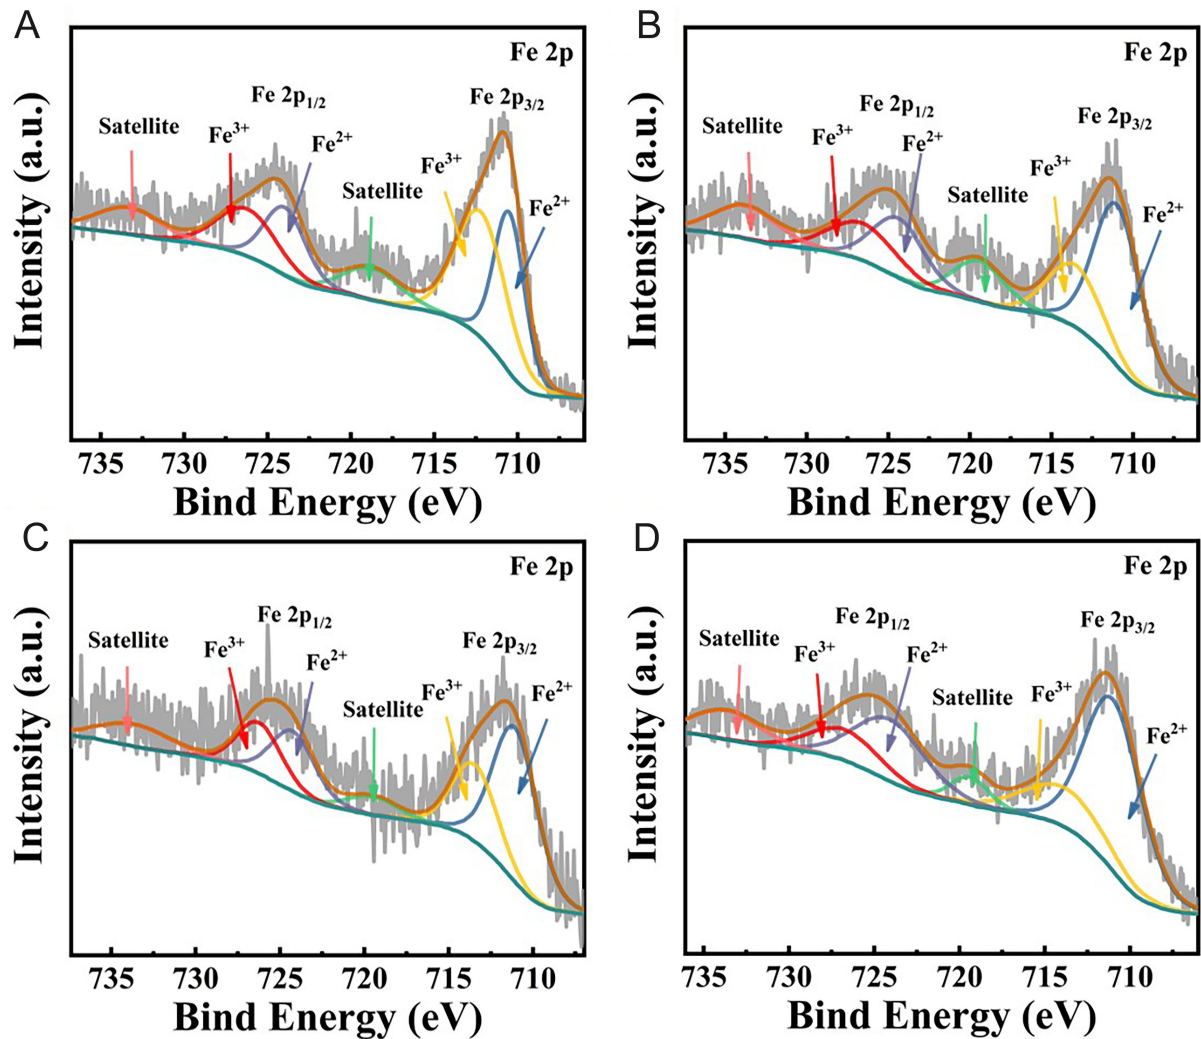 A
Fe 2p
Fe 2p1/2
Fe 2p3/2
Satellite
Fe3+
Fe2+
Fe3+
Satellite
Fe2+
Intensity (a.u.)
735 730 725 720 715 710
Bind Energy (eV)
B
Fe 2p
Fe 2p1/2
Fe 2p3/2
Satellite
Fe3+
Fe2+
Fe3+
Satellite
Fe2+
Intensity (a.u.)
735 730 725 720 715 710
Bind Energy (eV)
C
Fe 2p
Fe 2p1/2
Fe 2p3/2
Satellite
Fe3+
Fe2+
Fe3+
Fe2+
Satellite
Intensity (a.u.)
735 730 725 720 715 710
Bind Energy (eV)
D
Fe 2p
Fe 2p1/2
Fe 2p3/2
Satellite
Fe3+
Fe2+
Satellite
Fe3+
Fe2+
Intensity (a.u.)
735 730 725 720 715 710
Bind Energy (eV)